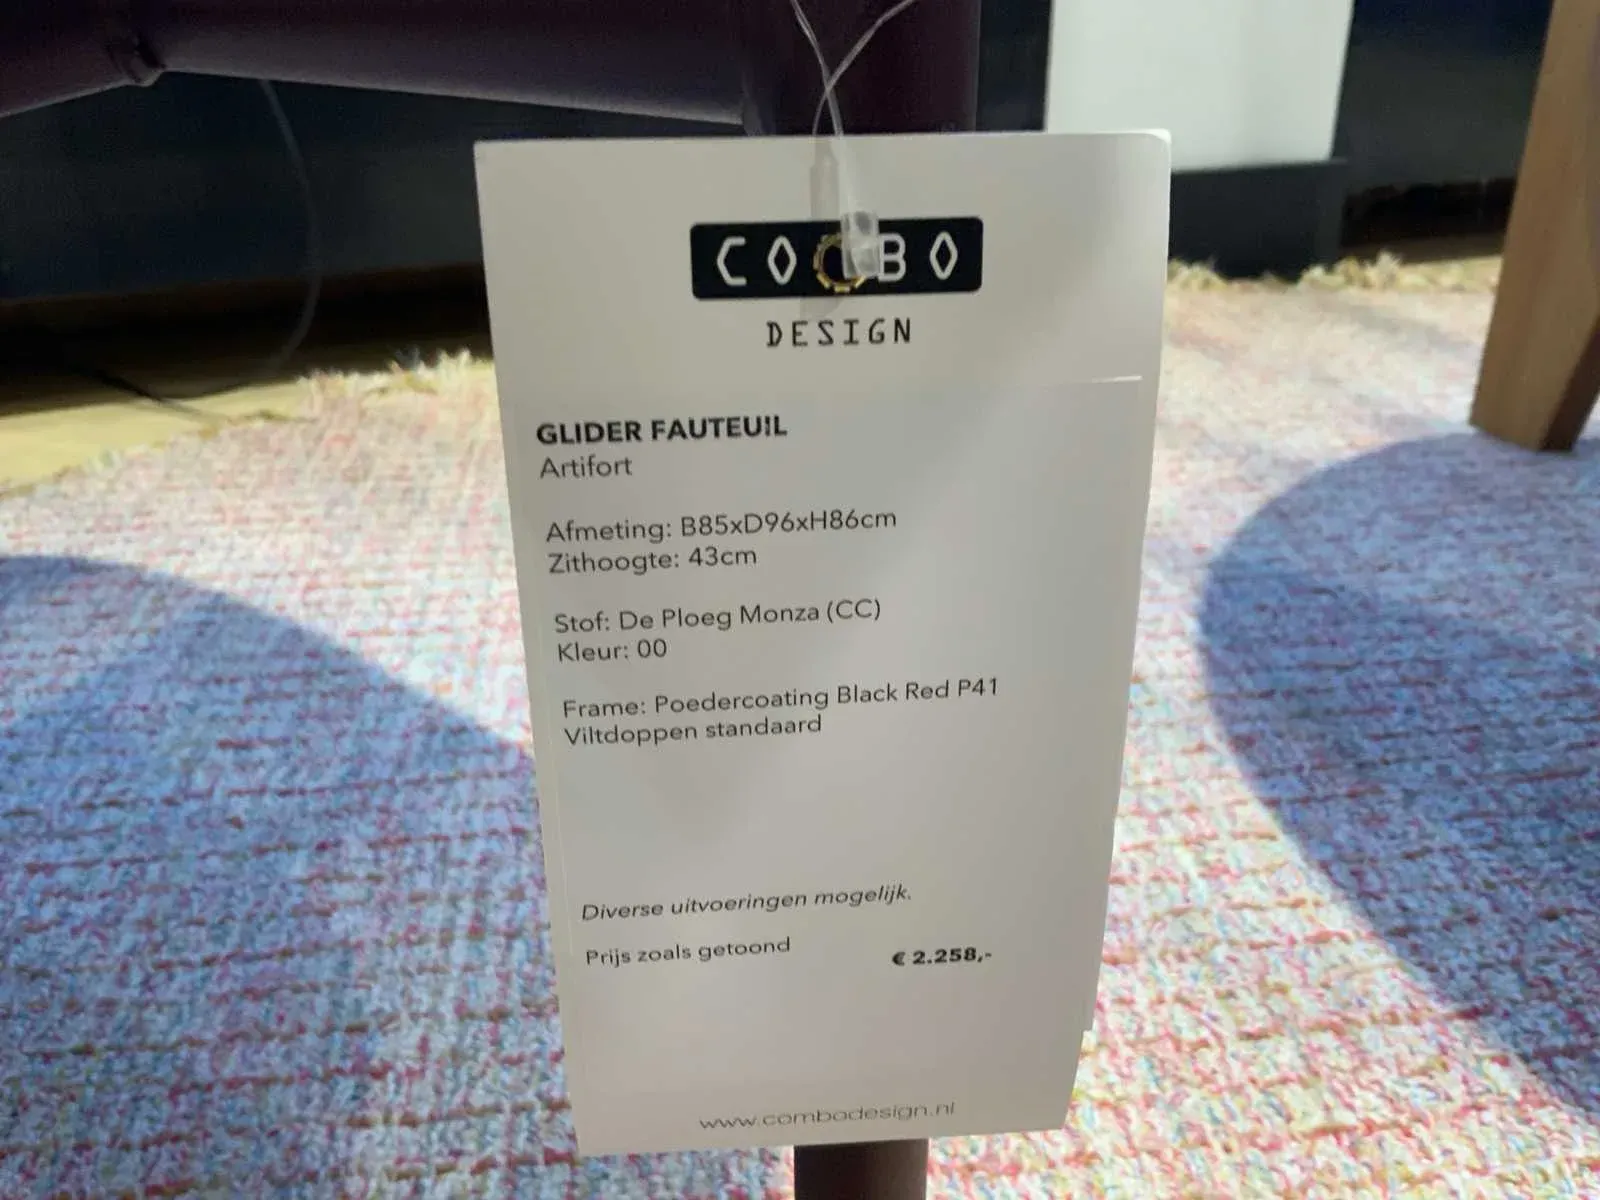 COMBO
DESIGN
GLIDER FAUTEUIL
Artifort
Afmeting: B85xD96xH86cm
Zithoogte: 43cm
Stof: De Ploeg Monza (CC)
Kleur: 00
Frame: Poedercoating Black Red P41
Viltdoppen standaard
Diverse uitvoeringen mogelijk.
Prijs zoals getoond € 2.258,-
www.combodesign.nl